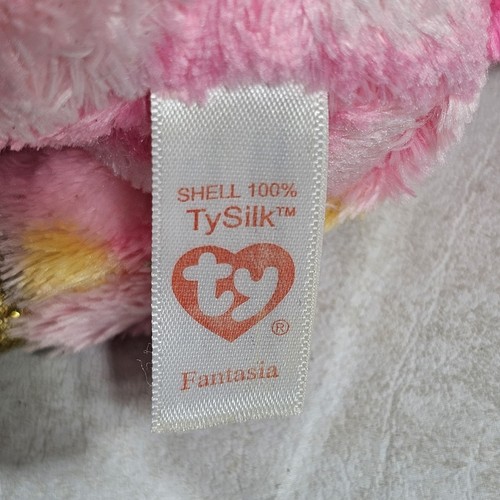 SHELL 100%
TySilk™
ty
®
Fantasia